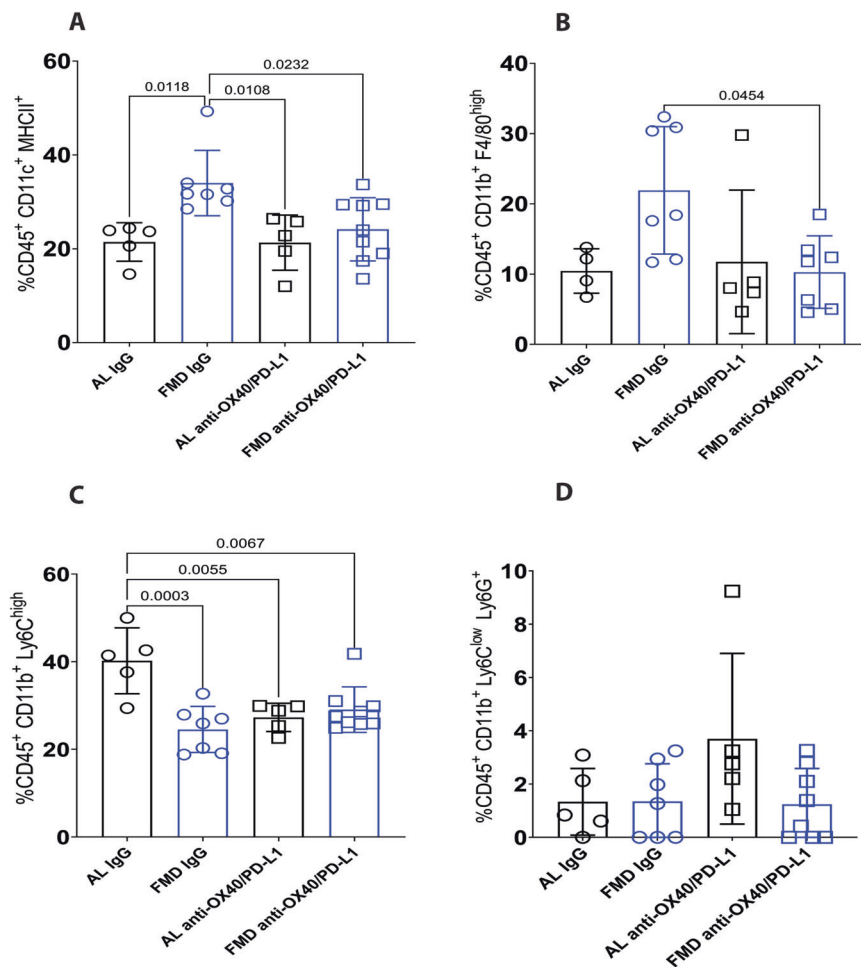 A
%CD45⁺ CD11c⁺ MHCII⁺
60
40
20
0
0.0232
0.0118
0.0108
AL IgG
FMD IgG
AL anti-OX40/PD-L1
FMD anti-OX40/PD-L1
B
%CD45⁺ CD11b⁺ F4/80ʰⁱᵍʰ
40
30
20
10
0
0.0454
AL IgG
FMD IgG
AL anti-OX40/PD-L1
FMD anti-OX40/PD-L1
C
%CD45⁺ CD11b⁺ Ly6Cʰⁱᵍʰ
60
40
20
0
0.0067
0.0055
0.0003
AL IgG
FMD IgG
AL anti-OX40/PD-L1
FMD anti-OX40/PD-L1
D
%CD45⁺ CD11b⁺ Ly6Cˡᵒʷ Ly6G⁺
10
8
6
4
2
0
AL IgG
FMD IgG
AL anti-OX40/PD-L1
FMD anti-OX40/PD-L1